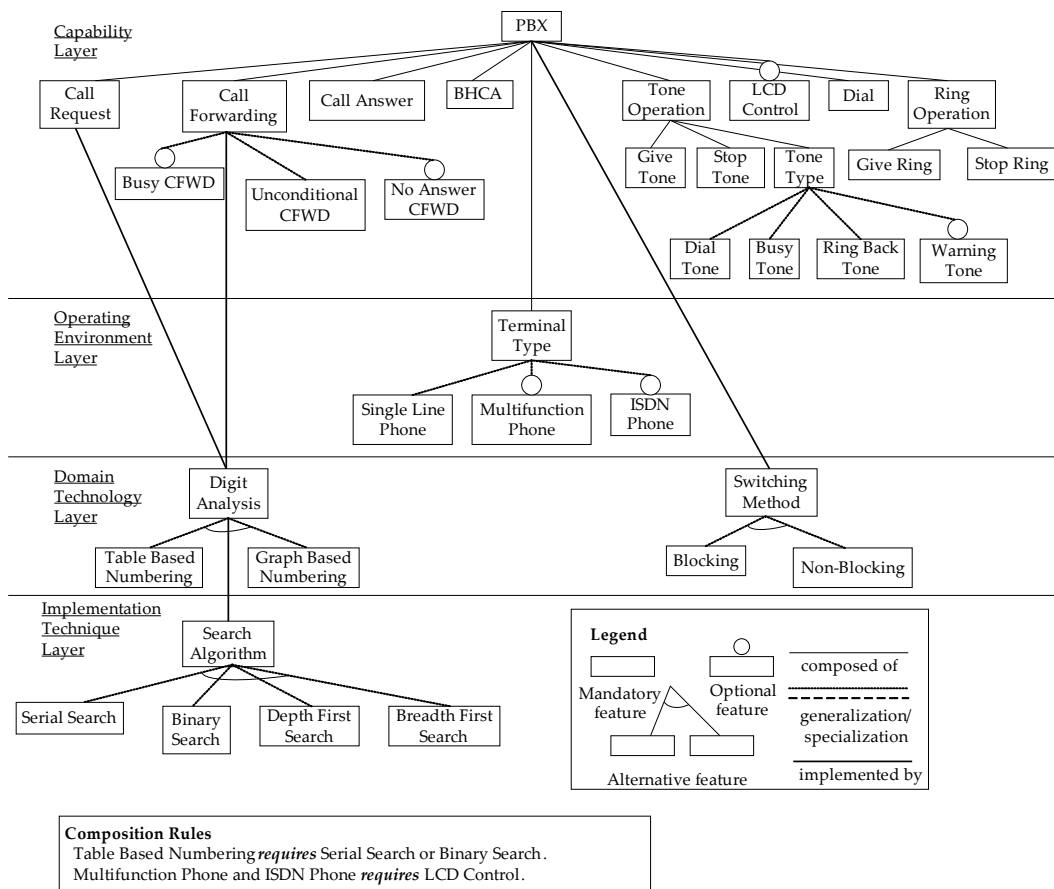 PBX
Capability
Layer
Call
Request
Call
Forwarding
Call Answer
BHCA
Tone
Operation
LCD
Control
Dial
Ring
Operation
Busy CFWD
Unconditional
CFWD
No Answer
CFWD
Give
Tone
Stop
Tone
Tone
Type
Give Ring
Stop Ring
Dial
Tone
Busy
Tone
Ring Back
Tone
Warning
Tone
Operating
Environment
Layer
Terminal
Type
Single Line
Phone
Multifunction
Phone
ISDN
Phone
Domain
Technology
Layer
Digit
Analysis
Switching
Method
Table Based
Numbering
Graph Based
Numbering
Blocking
Non-Blocking
Implementation
Technique
Layer
Search
Algorithm
Serial Search
Binary
Search
Depth First
Search
Breadth First
Search
Legend
Mandatory
feature
Optional
feature
Alternative feature
composed of
generalization/
specialization
implemented by
Composition Rules
Table Based Numbering requires Serial Search or Binary Search.
Multifunction Phone and ISDN Phone requires LCD Control.